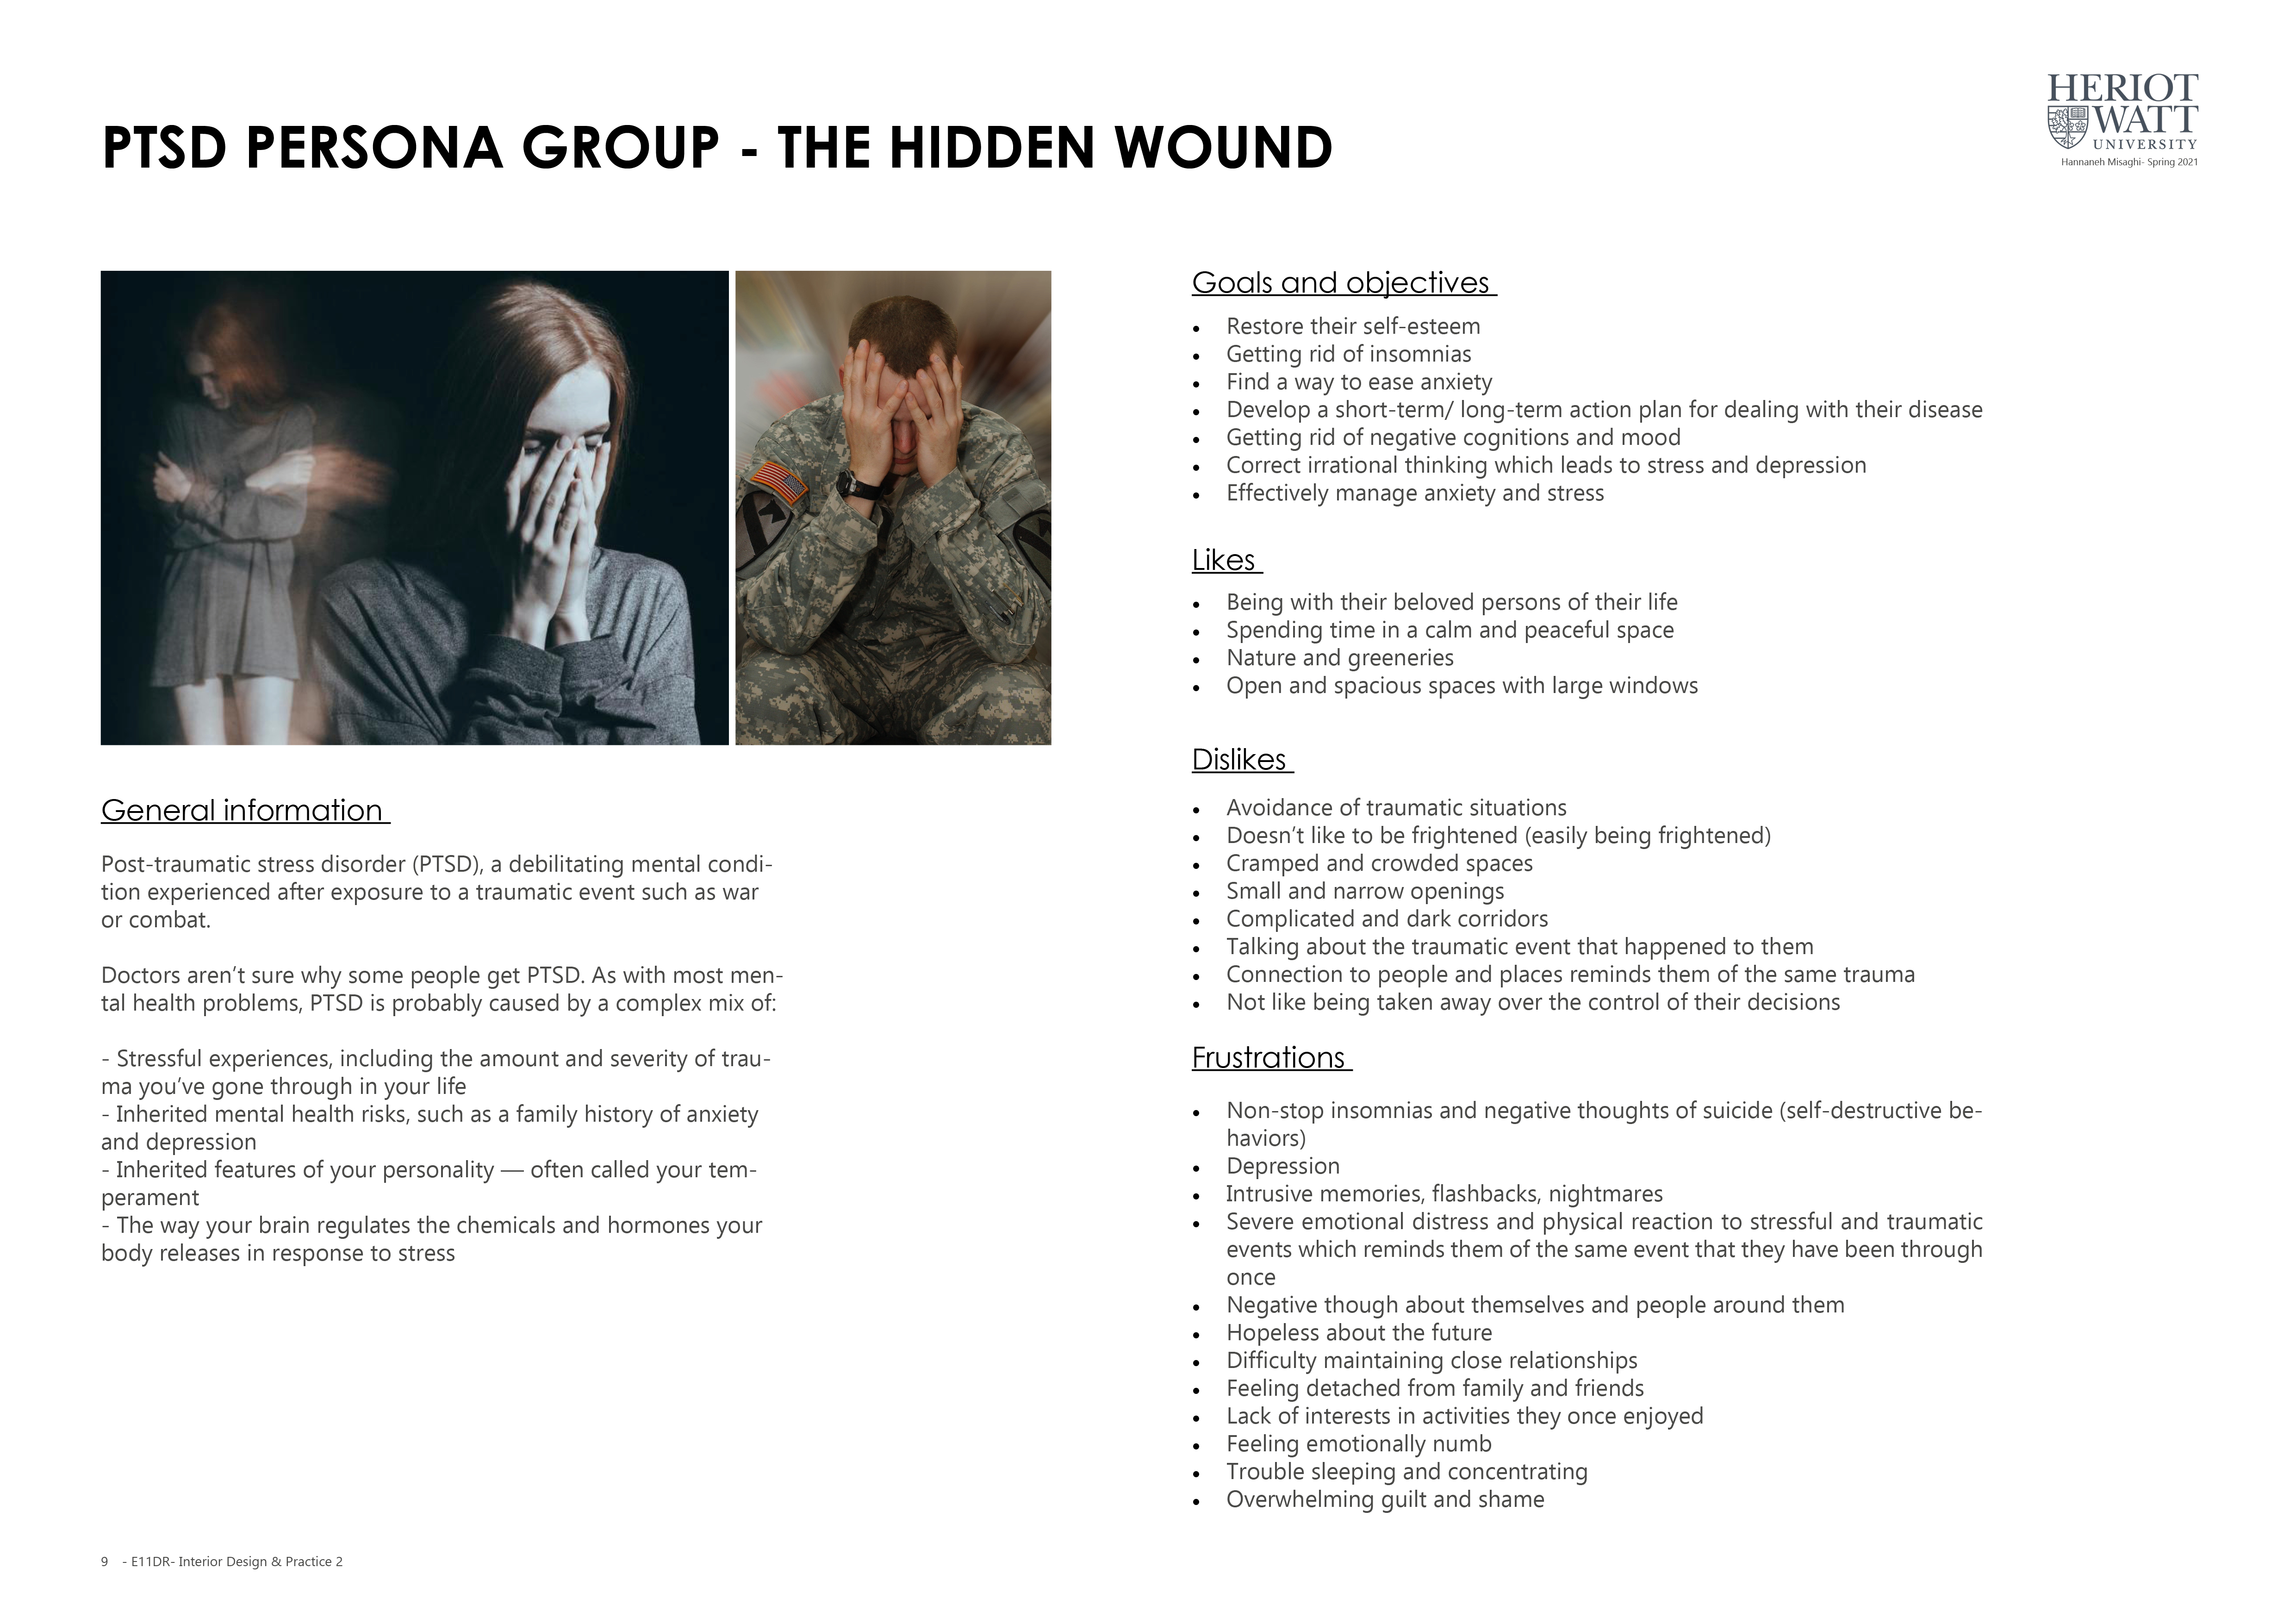 PTSD PERSONA GROUP - THE HIDDEN WOUND
HERIOT
WATT
UNIVERSITY
Hannaneh Misaghi- Spring 2021
General information
Post-traumatic stress disorder (PTSD), a debilitating mental condi-
tion experienced after exposure to a traumatic event such as war
or combat.
Doctors aren’t sure why some people get PTSD. As with most men-
tal health problems, PTSD is probably caused by a complex mix of:
- Stressful experiences, including the amount and severity of trau-
ma you’ve gone through in your life
- Inherited mental health risks, such as a family history of anxiety
and depression
- Inherited features of your personality — often called your tem-
perament
- The way your brain regulates the chemicals and hormones your
body releases in response to stress
Goals and objectives
• Restore their self-esteem
• Getting rid of insomnias
• Find a way to ease anxiety
• Develop a short-term/ long-term action plan for dealing with their disease
• Getting rid of negative cognitions and mood
• Correct irrational thinking which leads to stress and depression
• Effectively manage anxiety and stress
Likes
• Being with their beloved persons of their life
• Spending time in a calm and peaceful space
• Nature and greeneries
• Open and spacious spaces with large windows
Dislikes
• Avoidance of traumatic situations
• Doesn’t like to be frightened (easily being frightened)
• Cramped and crowded spaces
• Small and narrow openings
• Complicated and dark corridors
• Talking about the traumatic event that happened to them
• Connection to people and places reminds them of the same trauma
• Not like being taken away over the control of their decisions
Frustrations
• Non-stop insomnias and negative thoughts of suicide (self-destructive be-
haviors)
• Depression
• Intrusive memories, flashbacks, nightmares
• Severe emotional distress and physical reaction to stressful and traumatic
events which reminds them of the same event that they have been through
once
• Negative though about themselves and people around them
• Hopeless about the future
• Difficulty maintaining close relationships
• Feeling detached from family and friends
• Lack of interests in activities they once enjoyed
• Feeling emotionally numb
• Trouble sleeping and concentrating
• Overwhelming guilt and shame
9 - E11DR- Interior Design & Practice 2